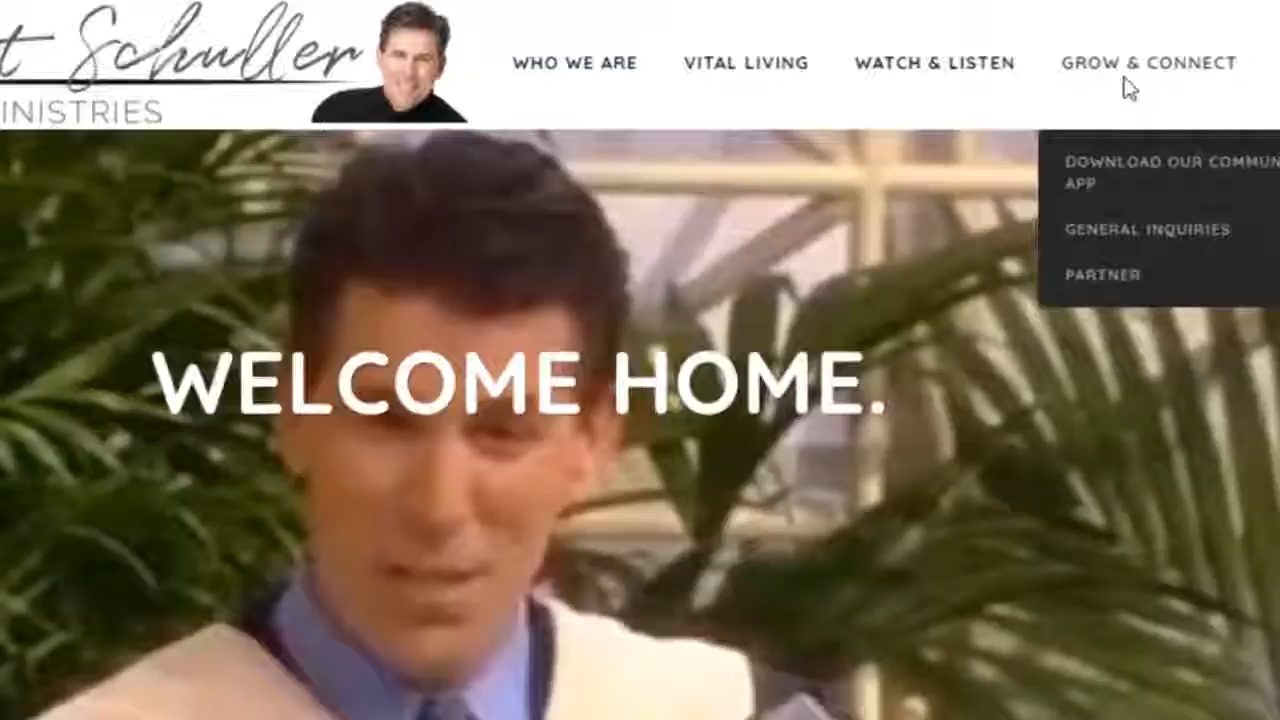 t Schuller
INISTRIES
WHO WE ARE
VITAL LIVING
WATCH & LISTEN
GROW & CONNECT
DOWNLOAD OUR COMMUN
APP
GENERAL INQUIRIES
PARTNER
WELCOME HOME.